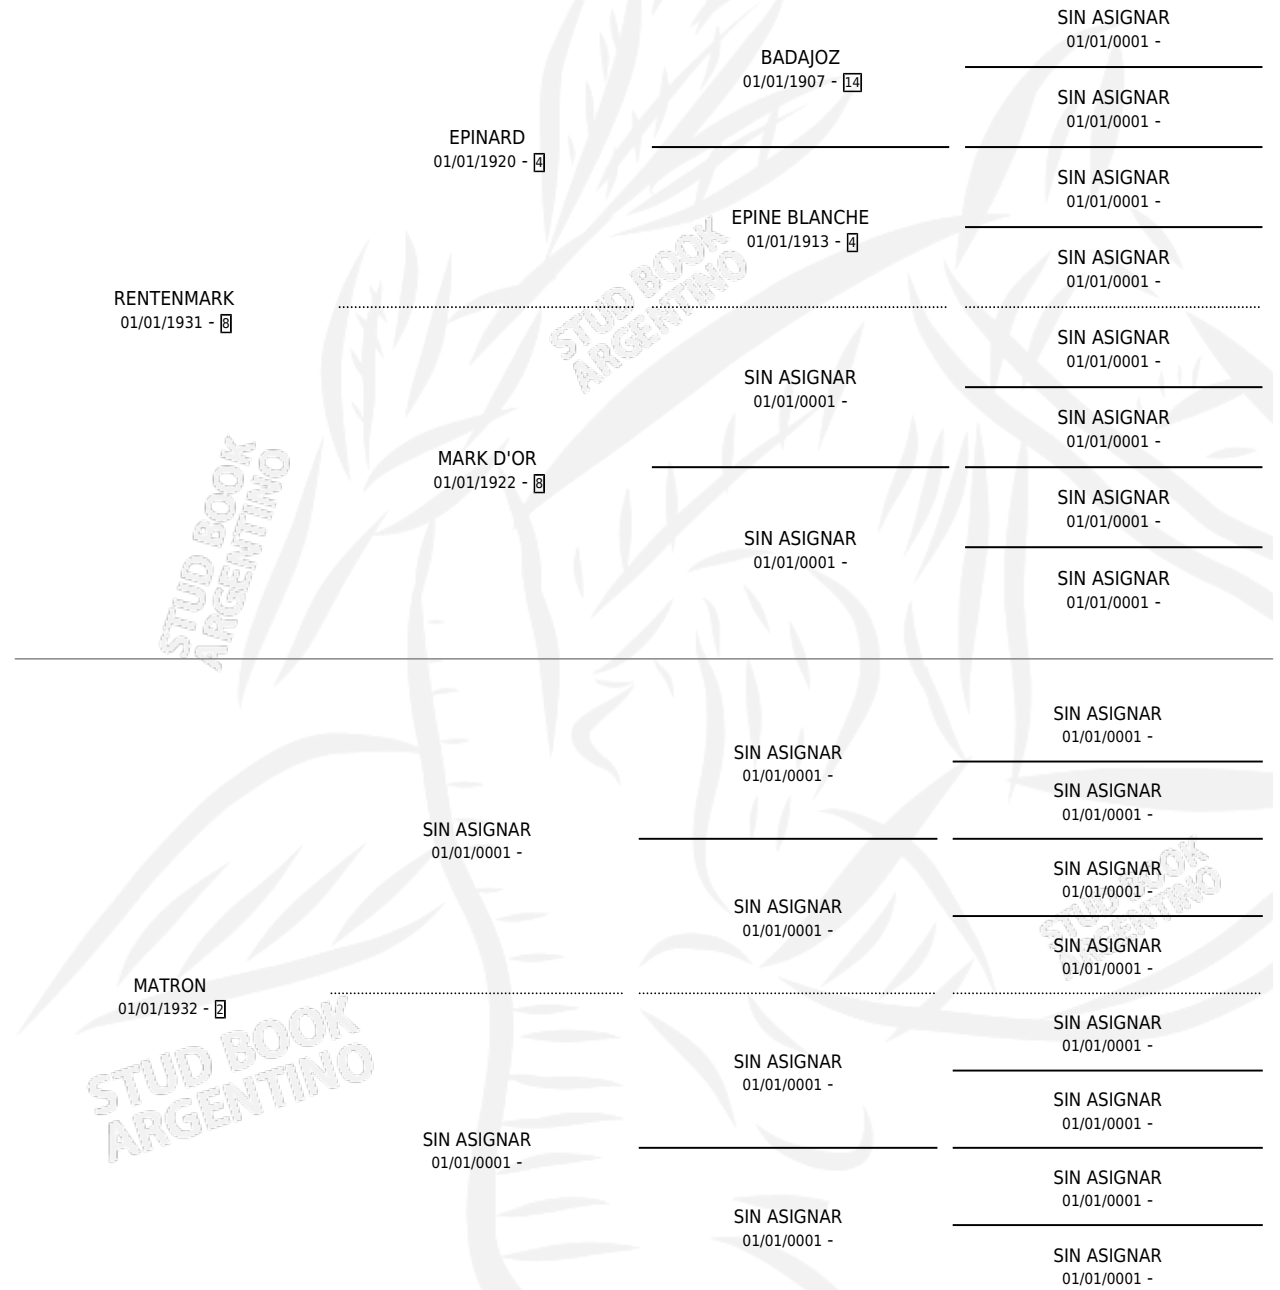 SIN ASIGNAR
01/01/0001 -
BADAJOZ
01/01/1907 - 14
SIN ASIGNAR
01/01/0001 -
EPINARD
01/01/1920 - 4
SIN ASIGNAR
01/01/0001 -
EPINE BLANCHE
01/01/1913 - 4
SIN ASIGNAR
01/01/0001 -
STUD BOOK
ARGENTINO
RENTENMARK
01/01/1931 - 8
SIN ASIGNAR
01/01/0001 -
SIN ASIGNAR
01/01/0001 -
SIN ASIGNAR
01/01/0001 -
MARK D'OR
01/01/1922 - 8
SIN ASIGNAR
01/01/0001 -
SIN ASIGNAR
01/01/0001 -
SIN ASIGNAR
01/01/0001 -
STUD BOOK
ARGENTINO
SIN ASIGNAR
01/01/0001 -
SIN ASIGNAR
01/01/0001 -
SIN ASIGNAR
01/01/0001 -
SIN ASIGNAR
01/01/0001 -
SIN ASIGNAR
01/01/0001 -
SIN ASIGNAR
01/01/0001 -
STUD BOOK
ARGENTINO
SIN ASIGNAR
01/01/0001 -
MATRON
01/01/1932 - 2
STUD BOOK
ARGENTINO
SIN ASIGNAR
01/01/0001 -
SIN ASIGNAR
01/01/0001 -
SIN ASIGNAR
01/01/0001 -
SIN ASIGNAR
01/01/0001 -
SIN ASIGNAR
01/01/0001 -
SIN ASIGNAR
01/01/0001 -
SIN ASIGNAR
01/01/0001 -